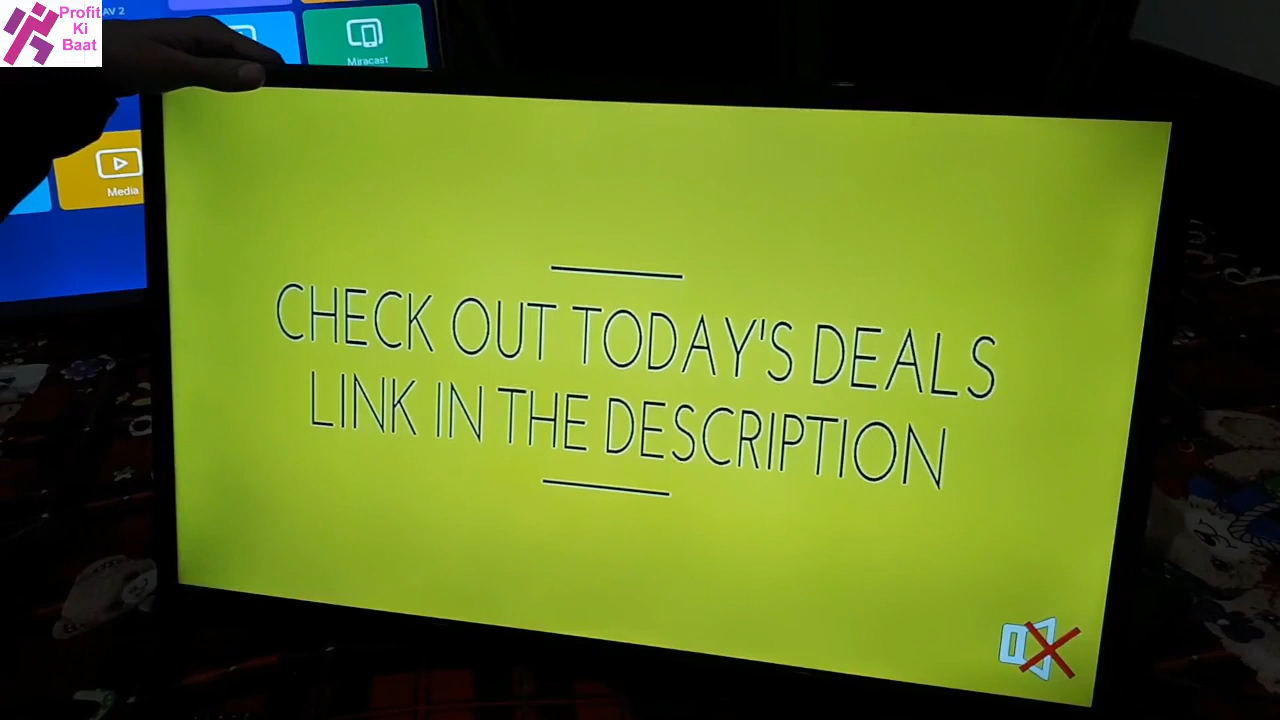 Profit
Ki
Baat
AV 2
Miracast
Media
CHECK OUT TODAY'S DEALS
LINK IN THE DESCRIPTION